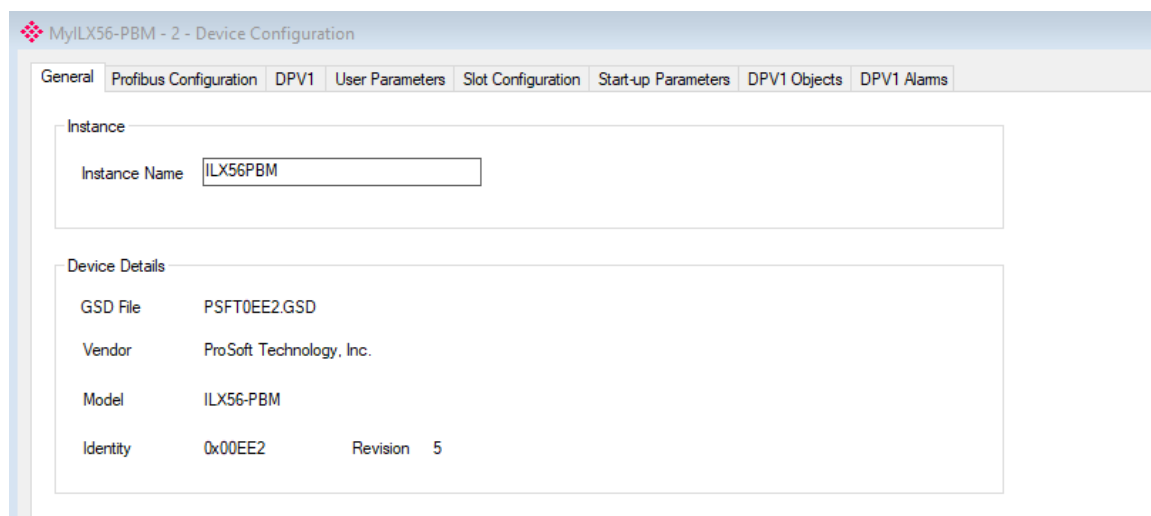 MyILX56-PBM - 2 - Device Configuration
General Profibus Configuration DPV1 User Parameters Slot Configuration Start-up Parameters DPV1 Objects DPV1 Alarms
Instance
Instance Name ILX56PBM
Device Details
GSD File PSFT0EE2.GSD
Vendor ProSoft Technology, Inc.
Model ILX56-PBM
Identity 0x00EE2 Revision 5